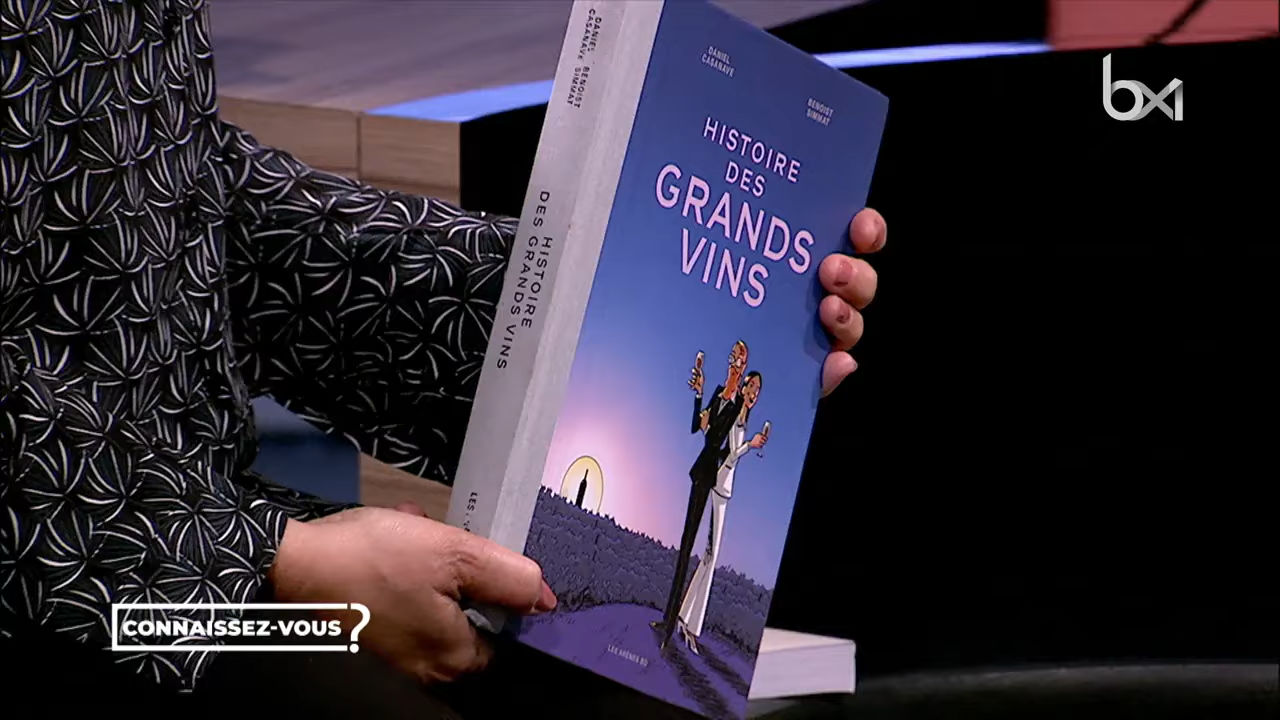 bx1
DANIEL
CASANAVE
BENOIST
SIMMAT
HISTOIRE
DES
GRANDS
VINS
LES ARÈNES BD
DANIEL BENOIST
CASANAVE SIMMAT
HISTOIRE
DES GRANDS VINS
LES
CONNAISSEZ-VOUS ?